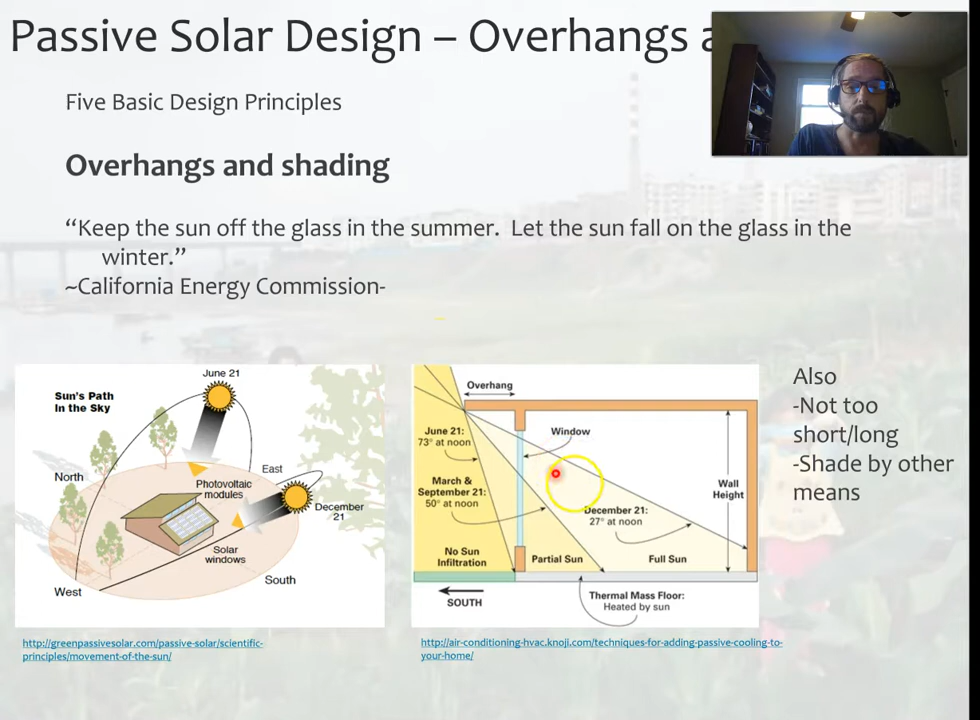 Passive Solar Design – Overhangs a
Five Basic Design Principles
Overhangs and shading
“Keep the sun off the glass in the summer. Let the sun fall on the glass in the
winter.”
~California Energy Commission-
June 21
Sun's Path
In the Sky
North
East
Photovoltaic
modules
December
21
Solar
windows
South
West
Overhang
June 21:
73° at noon
Window
March &
September 21:
50° at noon
Wall
Height
December 21:
27° at noon
No Sun
Infiltration
Partial Sun
Full Sun
SOUTH
Thermal Mass Floor:
Heated by sun
Also
-Not too
short/long
-Shade by other
means
http://greenpassivesolar.com/passive-solar/scientific-
principles/movement-of-the-sun/
http://air-conditioning-hvac.knoji.com/techniques-for-adding-passive-cooling-to-
your-home/